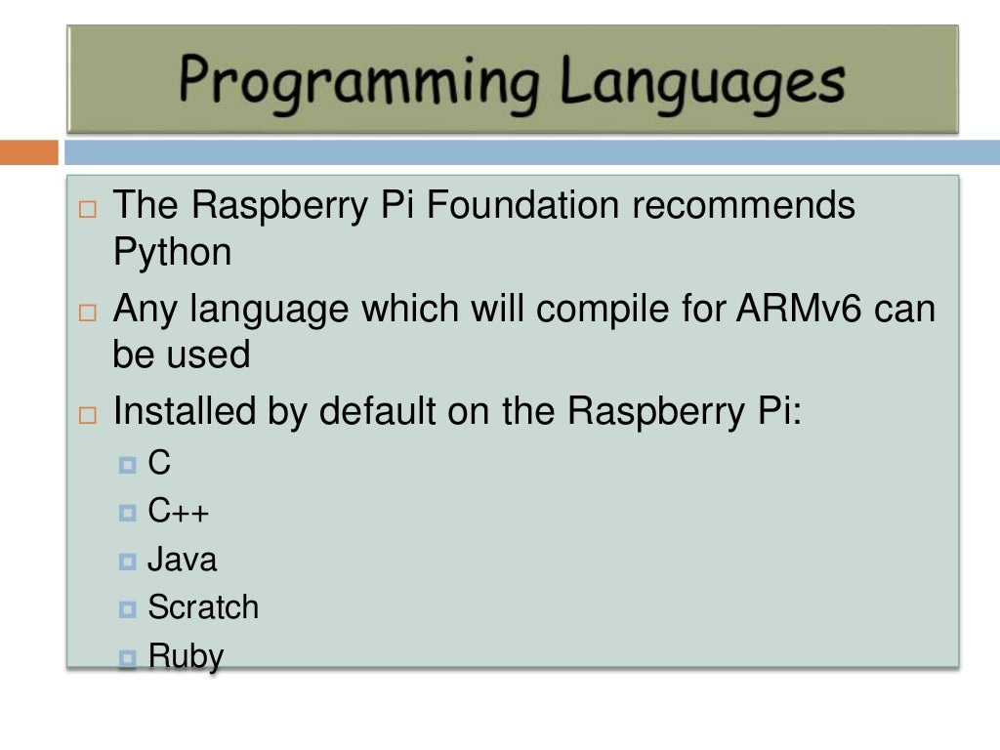 Programming Languages
The Raspberry Pi Foundation recommends
Python
Any language which will compile for ARMv6 can
be used
Installed by default on the Raspberry Pi:
C
C++
Java
Scratch
Ruby